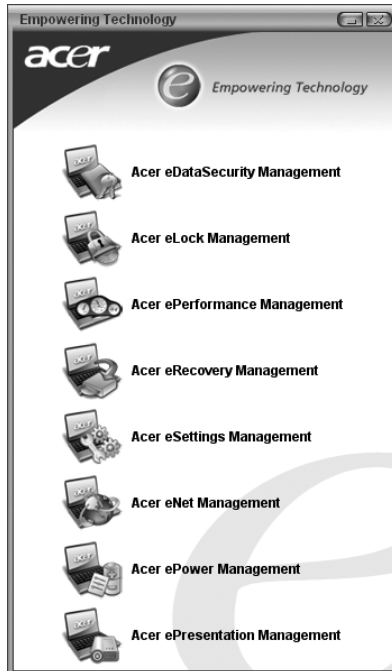 Empowering Technology
acer
e Empowering Technology
Acer eDataSecurity Management
Acer eLock Management
Acer ePerformance Management
Acer eRecovery Management
Acer eSettings Management
Acer eNet Management
Acer ePower Management
Acer ePresentation Management